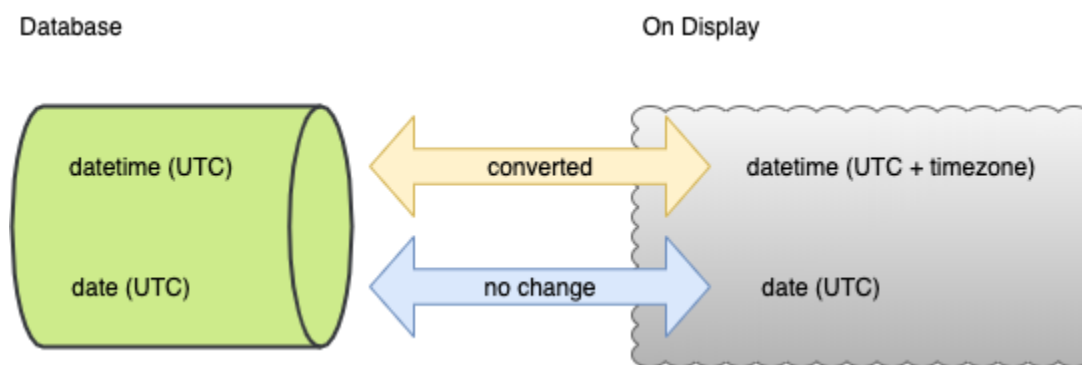 Database
On Display
datetime (UTC)
converted
datetime (UTC + timezone)
date (UTC)
no change
date (UTC)